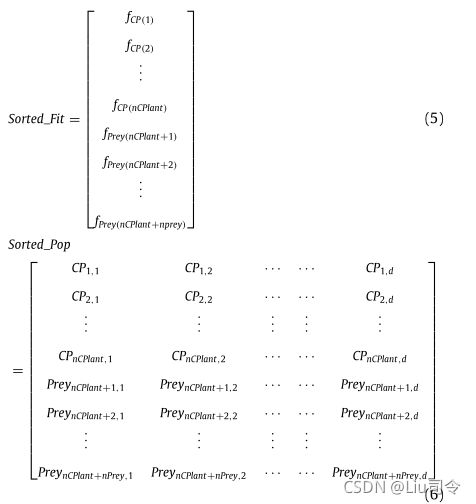 f_{CP(1)}
f_{CP(2)}
⋮
Sorted_Fit = f_{CP(nCPlant)} (5)
f_{Prey(nCPlant+1)}
f_{Prey(nCPlant+2)}
⋮
f_{Prey(nCPlant+nprey)}
Sorted_Pop
CP_{1,1} CP_{1,2} ⋯ ⋯ CP_{1,d}
CP_{2,1} CP_{2,2} ⋯ ⋯ CP_{2,d}
⋮ ⋮ ⋮ ⋮ ⋮
CP_{nCPlant,1} CP_{nCPlant,2} ⋯ ⋯ CP_{nCPlant,d}
= Prey_{nCPlant+1,1} Prey_{nCPlant+1,2} ⋯ ⋯ Prey_{nCPlant+1,d}
Prey_{nCPlant+2,1} Prey_{nCPlant+2,2} ⋯ ⋯ Prey_{nCPlant+2,d}
⋮ ⋮ ⋮ ⋮ ⋮
Prey_{nCPlant+nPrey,1} Prey_{nCPlant+nPrey,2} ⋯ ⋯ Prey_{nCPlant+nPrey,d}
CSDN @Liu司令
(6)